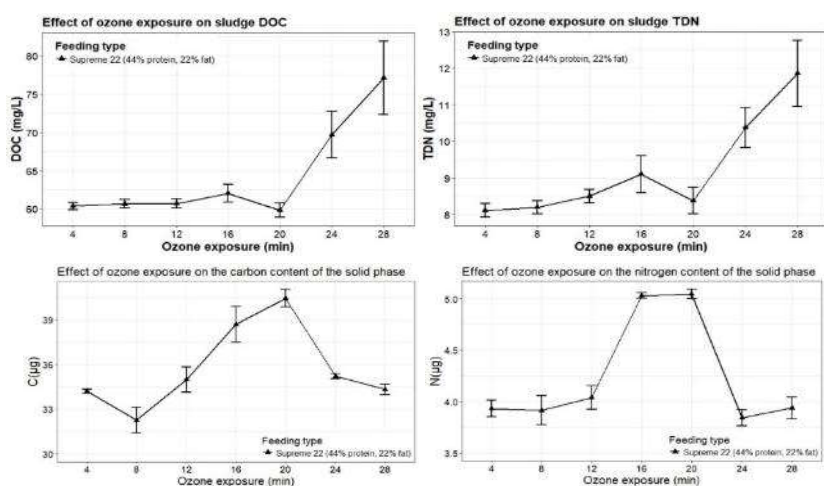 Effect of ozone exposure on sludge DOC
Feeding type
Supreme 22 (44% protein, 22% fat)
DOC (mg/L)
80
75
70
65
60
4 8 12 16 20 24 28
Ozone exposure (min)
Effect of ozone exposure on sludge TDN
Feeding type
Supreme 22 (44% protein, 22% fat)
TDN (mg/L)
13
12
11
10
9
8
4 8 12 16 20 24 28
Ozone exposure (min)
Effect of ozone exposure on the carbon content of the solid phase
C(µg)
39
36
33
30
Feeding type
Supreme 22 (44% protein, 22% fat)
4 8 12 16 20 24 28
Ozone exposure (min)
Effect of ozone exposure on the nitrogen content of the solid phase
N(µg)
5.0
4.5
4.0
3.5
Feeding type
Supreme 22 (44% protein, 22% fat)
4 8 12 16 20 24 28
Ozone exposure (min)